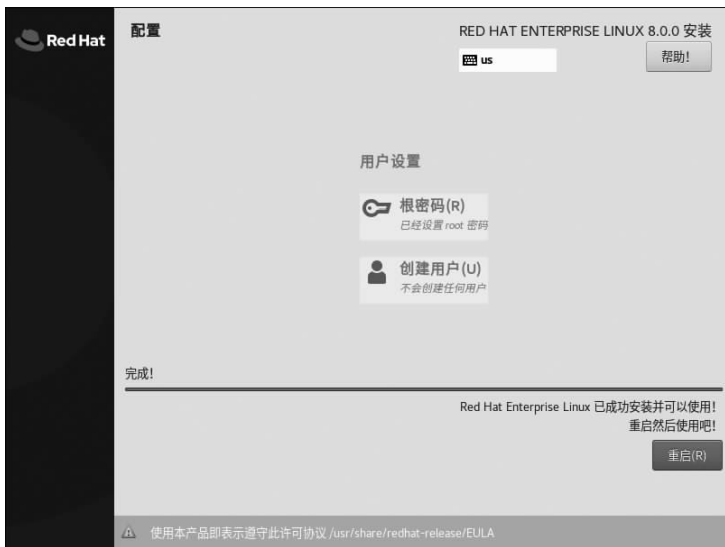 Red Hat
配置
RED HAT ENTERPRISE LINUX 8.0.0 安装
us
帮助!
用户设置
根密码(R)
已经设置 root 密码
创建用户(U)
不会创建任何用户
完成!
Red Hat Enterprise Linux 已成功安装并可以使用!
重启然后使用吧!
重启(R)
使用本产品即表示遵守此许可协议 /usr/share/redhat-release/EULA